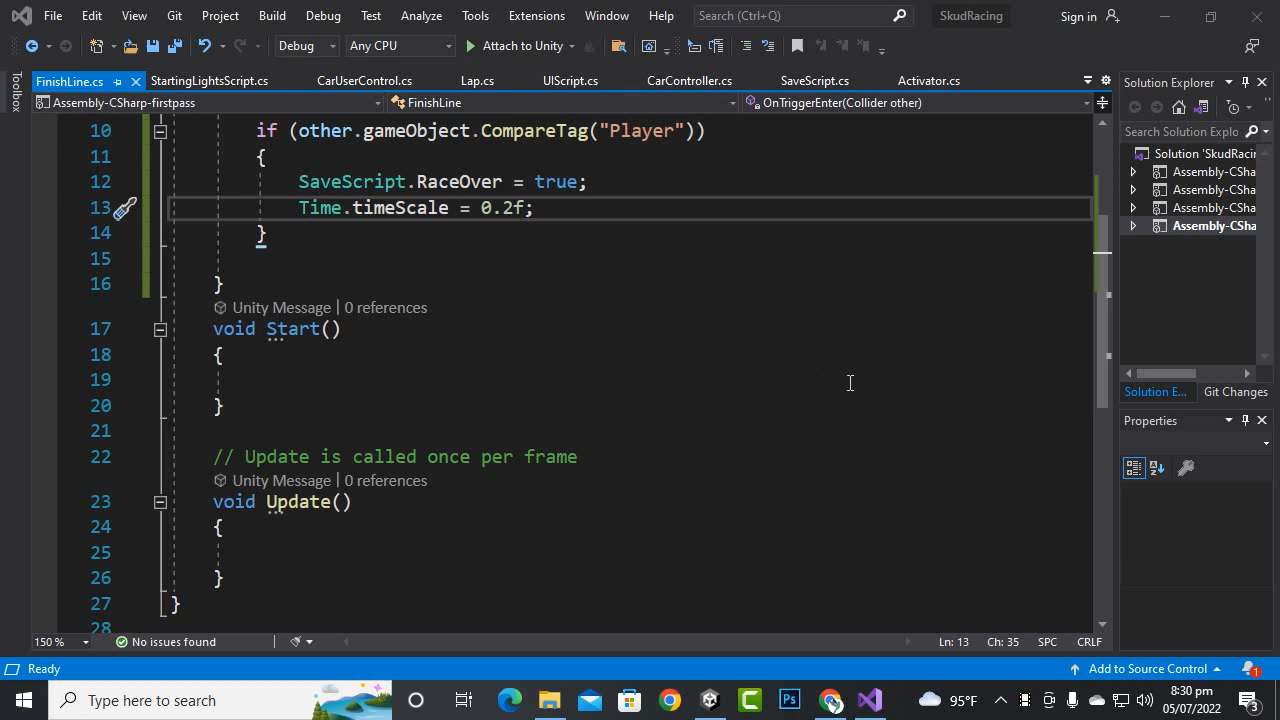 File Edit View Git Project Build Debug Test Analyze Tools Extensions Window Help Search (Ctrl+Q) SkudRacing Sign in
Debug Any CPU Attach to Unity
Toolbox
FinishLine.cs StartingLightsScript.cs CarUserControl.cs Lap.cs UIScript.cs CarController.cs SaveScript.cs Activator.cs
Assembly-CSharp-firstpass FinishLine OnTriggerEnter(Collider other)
10 if (other.gameObject.CompareTag("Player"))
11 {
12 SaveScript.RaceOver = true;
13 Time.timeScale = 0.2f;
14 }
15
16 }
Unity Message | 0 references
17 void Start()
18 {
19
20 }
21
22 // Update is called once per frame
Unity Message | 0 references
23 void Update()
24 {
25
26 }
27 }
28
150 % No issues found Ln: 13 Ch: 35 SPC CRLF
Solution Explorer
Search Solution Explo
Solution 'SkudRacin
Assembly-CSha
Assembly-CSha
Assembly-CSha
Assembly-CSha
Solution E... Git Changes
Properties
Ready Add to Source Control 1
Type here to search 95°F 8:30 pm
05/07/2022 3